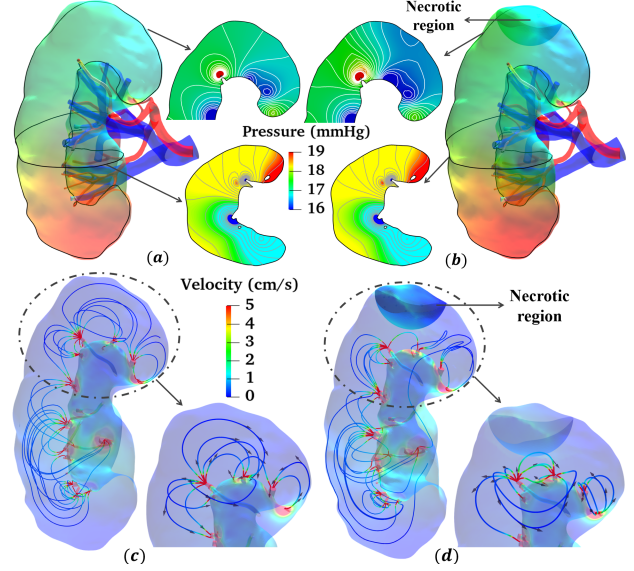 Necrotic
region
Pressure (mmHg)
19
18
17
16
(a)
(b)
Velocity (cm/s)
5
4
3
2
1
0
Necrotic
region
(c)
(d)